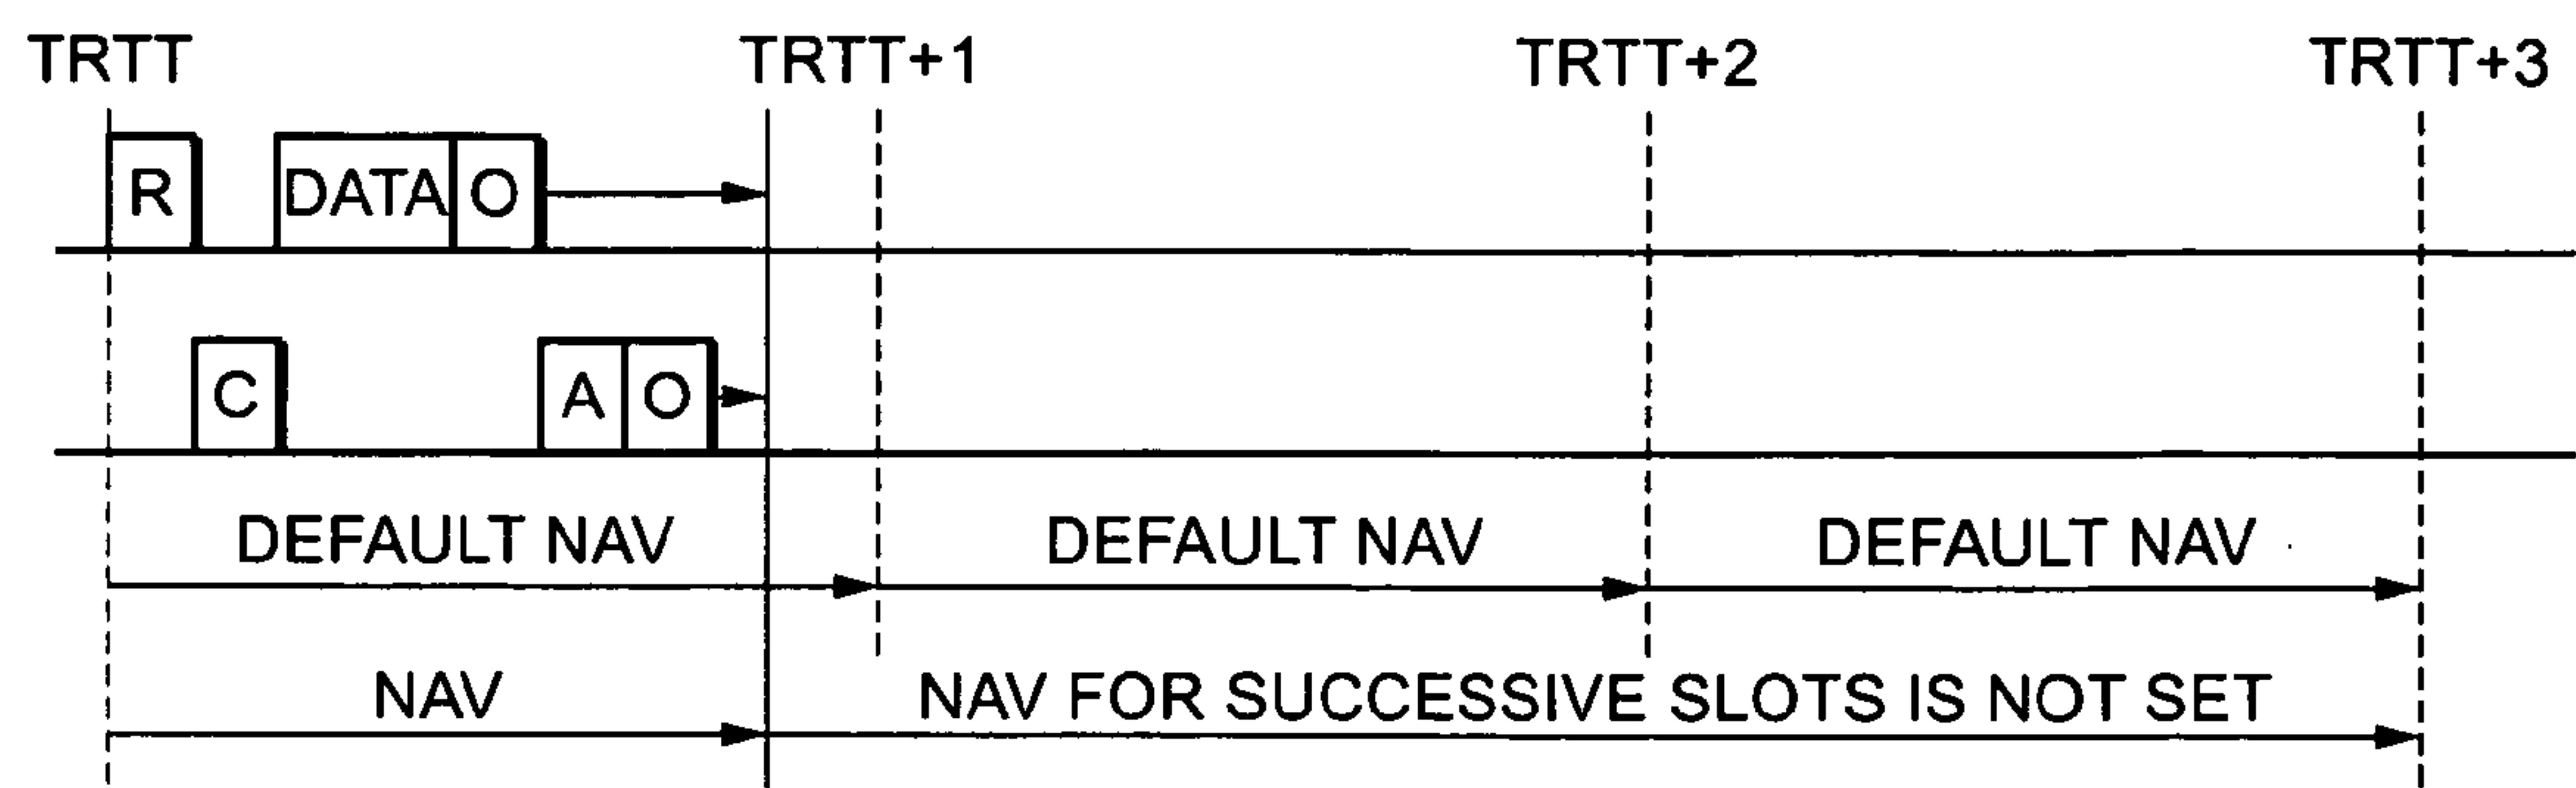 TRTT TRTT+1 TRTT+2 TRTT+3
R DATA O
C A O
DEFAULT NAV DEFAULT NAV DEFAULT NAV
NAV NAV FOR SUCCESSIVE SLOTS IS NOT SET